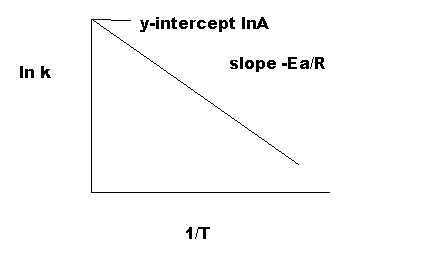 y-intercept lnA
slope -Ea/R
ln k
1/T